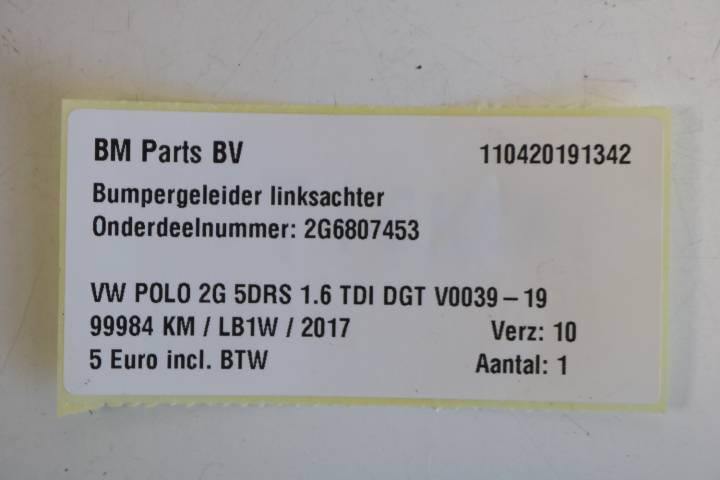 BM Parts BV 110420191342
Bumpergeleider linksachter
Onderdeelnummer: 2G6807453
VW POLO 2G 5DRS 1.6 TDI DGT V0039 – 19
99984 KM / LB1W / 2017 Verz: 10
5 Euro incl. BTW Aantal: 1